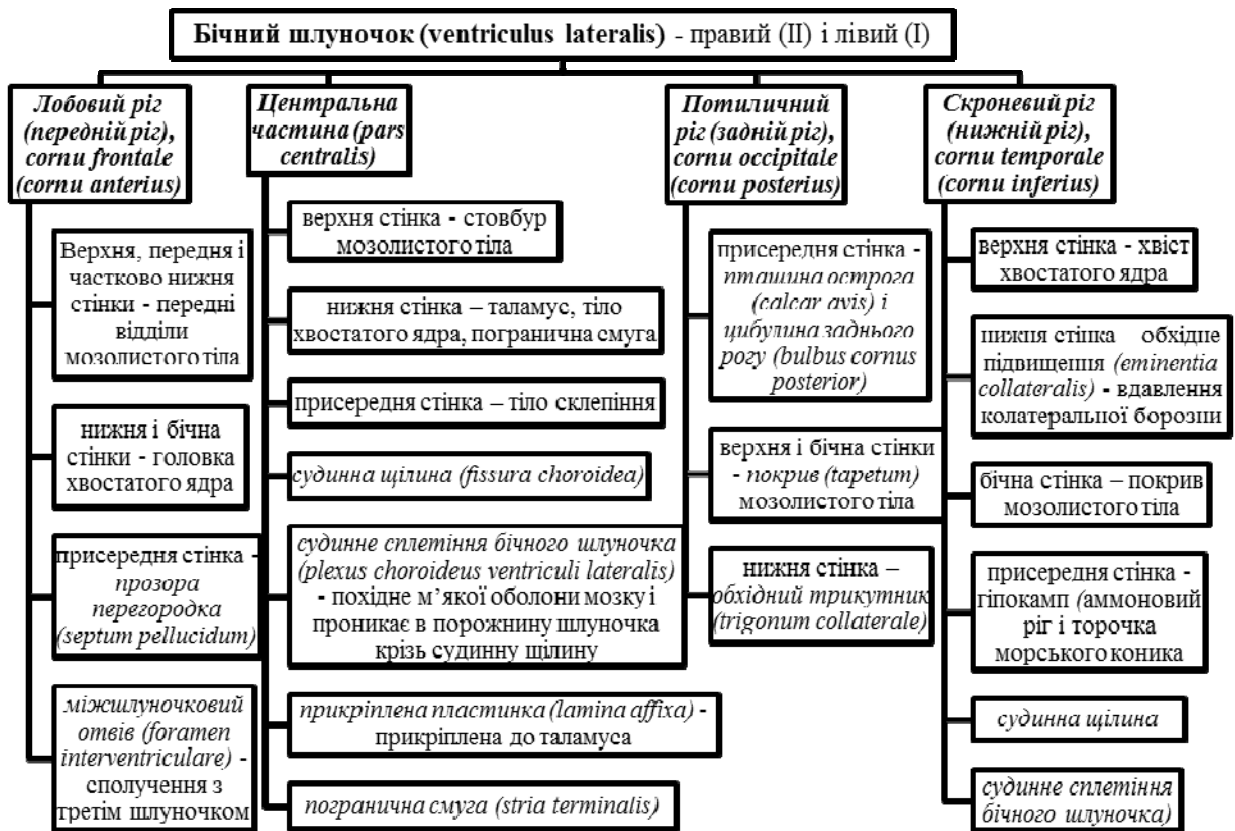 Бічний шлуночок (ventriculus lateralis) - правий (II) і лівий (I)
Лобовий ріг
(передній ріг),
cornu frontale
(cornu anterius)
Верхня, передня і
частково нижня
стінки - передні
відділи
мозолистого тіла
нижня і бічна
стінки - головка
хвостатого ядра
присередня стінка -
прозора
перегородка
(septum pellucidum)
міжшлуночковий
отвів (foramen
interventriculare) -
сполучення з
третім шлуночком
Центральна
частина (pars
centralis)
верхня стінка - стовбур
мозолистого тіла
нижня стінка – таламус, тіло
хвостатого ядра, погранична смуга
присередня стінка – тіло склепіння
судинна щілина (fissura choroidea)
судинне сплетіння бічного шлуночка
(plexus choroideus ventriculi lateralis)
- похідне м’якої оболони мозку і
проникає в порожнину шлуночка
крізь судинну щілину
прикріплена пластинка (lamina affixa) -
прикріплена до таламуса
погранична смуга (stria terminalis)
Потиличний
ріг (задній ріг),
cornu occipitale
(cornu posterius)
присередня стінка -
пташина острога
(calcar avis) і
цибулина заднього
рогу (bulbus cornus
posterior)
верхня і бічна стінки
- покрив (tapetum)
мозолистого тіла
нижня стінка –
обхідний трикутник
(trigonum collaterale)
Скроневий ріг
(нижній ріг),
cornu temporale
(cornu inferius)
верхня стінка - хвіст
хвостатого ядра
нижня стінка обхідне
підвищення (eminentia
collateralis) - вдавлення
колатеральної борозни
бічна стінка – покрив
мозолистого тіла
присередня стінка -
гіпокамп (аммоновий
ріг і торочка
морського коника
судинна щілина
судинне сплетіння
бічного шлуночка)